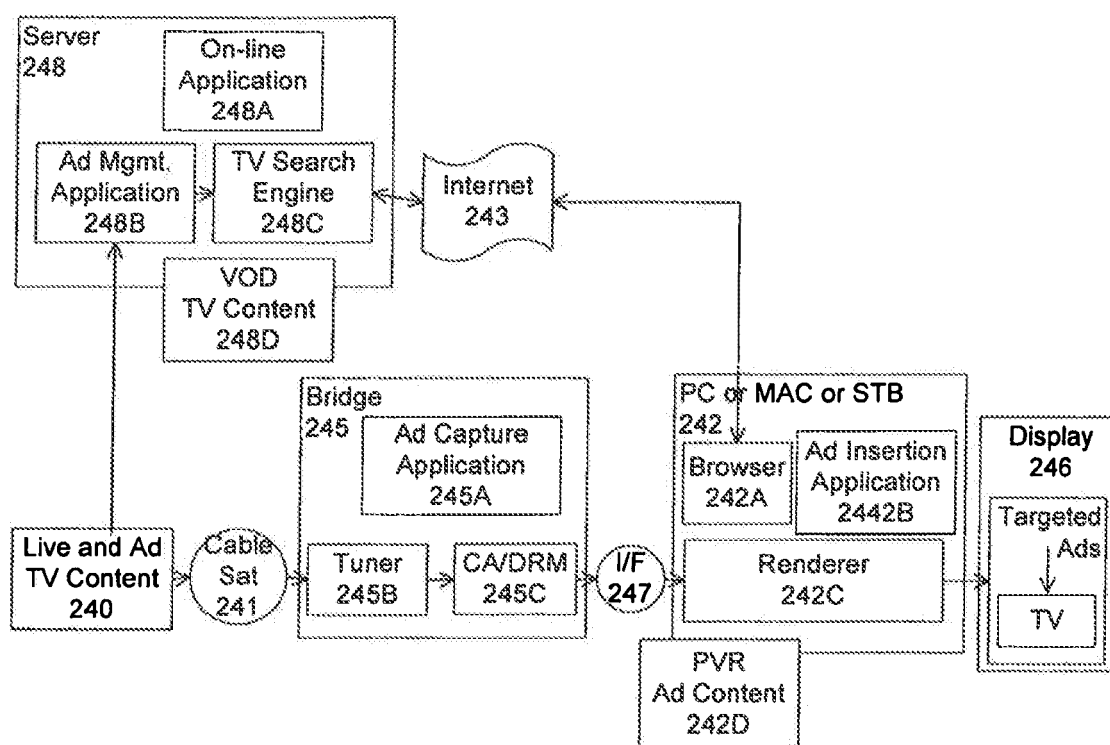 Server
248
On-line
Application
248A
Ad Mgmt.
Application
248B
TV Search
Engine
248C
Internet
243
VOD
TV Content
248D
Bridge
245
Ad Capture
Application
245A
PC or MAC or STB
242
Browser
242A
Ad Insertion
Application
2442B
Display
246
Targeted
Ads
TV
Live and Ad
TV Content
240
Cable
Sat
241
Tuner
245B
CA/DRM
245C
I/F
247
Renderer
242C
PVR
Ad Content
242D